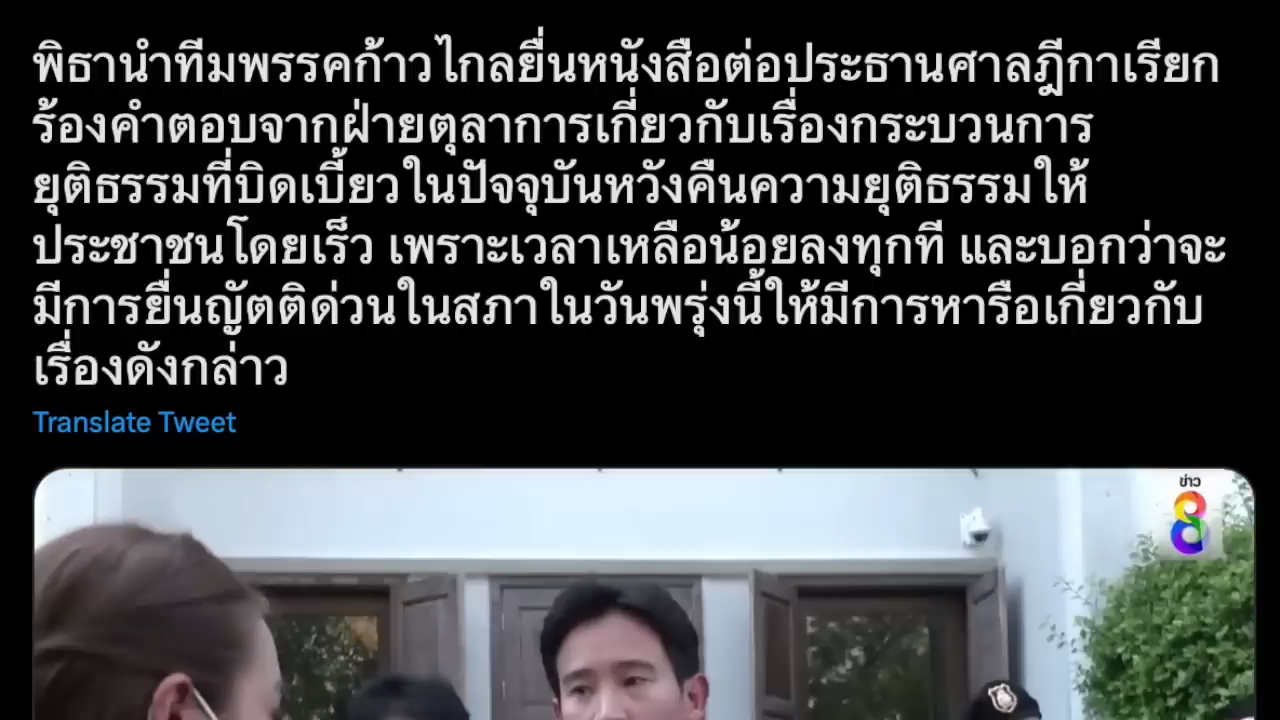 พิธานำทีมพรรคก้าวไกลยื่นหนังสือต่อประธานศาลฎีกาเรียก
ร้องคำตอบจากฝ่ายตุลาการเกี่ยวกับเรื่องกระบวนการ
ยุติธรรมที่บิดเบี้ยวในปัจจุบันหวังคืนความยุติธรรมให้
ประชาชนโดยเร็ว เพราะเวลาเหลือน้อยลงทุกที และบอกว่าจะ
มีการยื่นญัตติด่วนในสภาในวันพรุ่งนี้ให้มีการหารือเกี่ยวกับ
เรื่องดังกล่าว
Translate Tweet
ข่าว
8